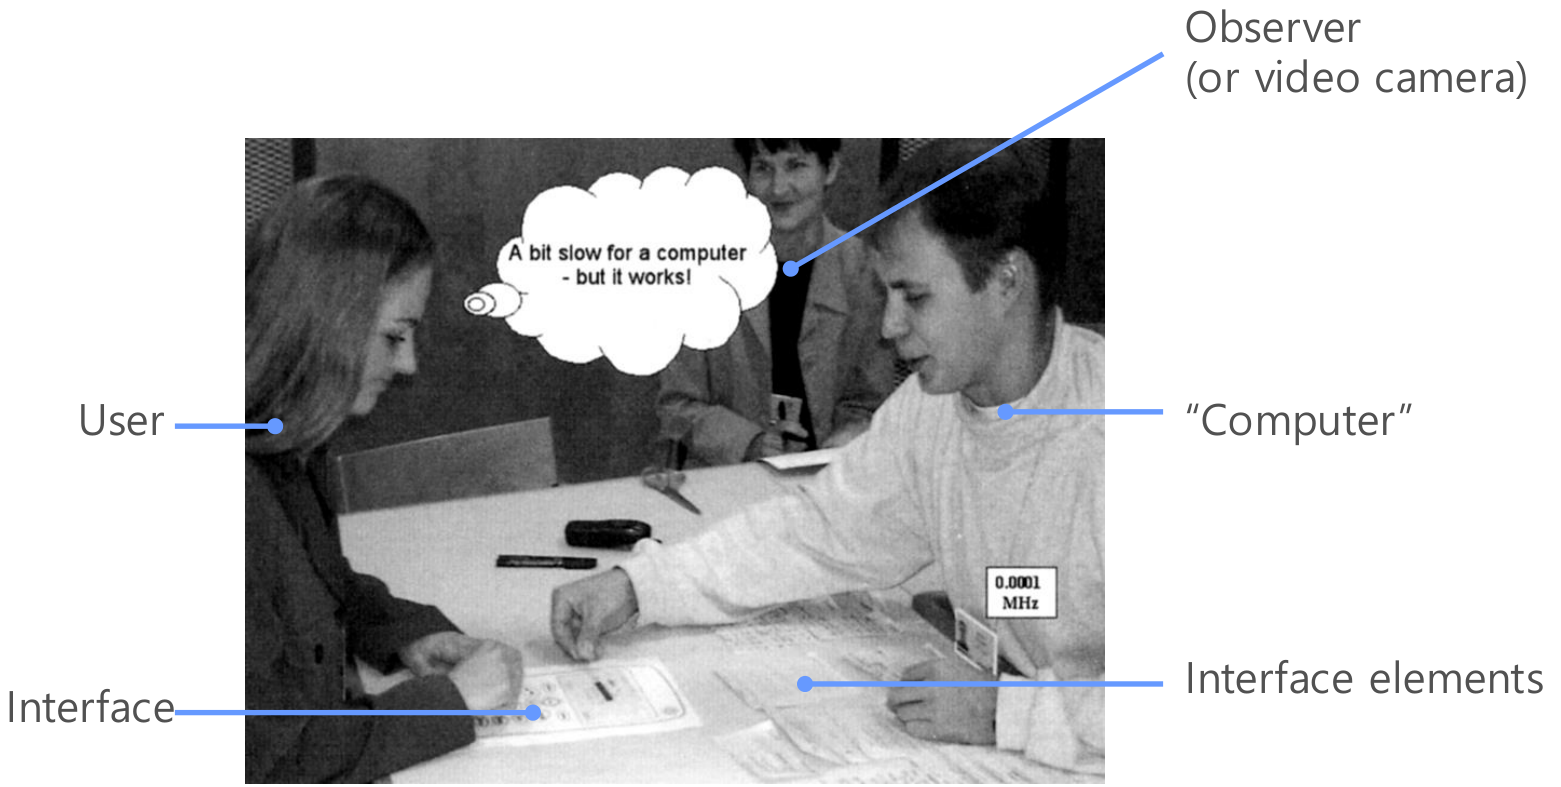 Observer
(or video camera)
A bit slow for a computer
- but it works!
User
“Computer”
0.0001
MHz
Interface elements
Interface